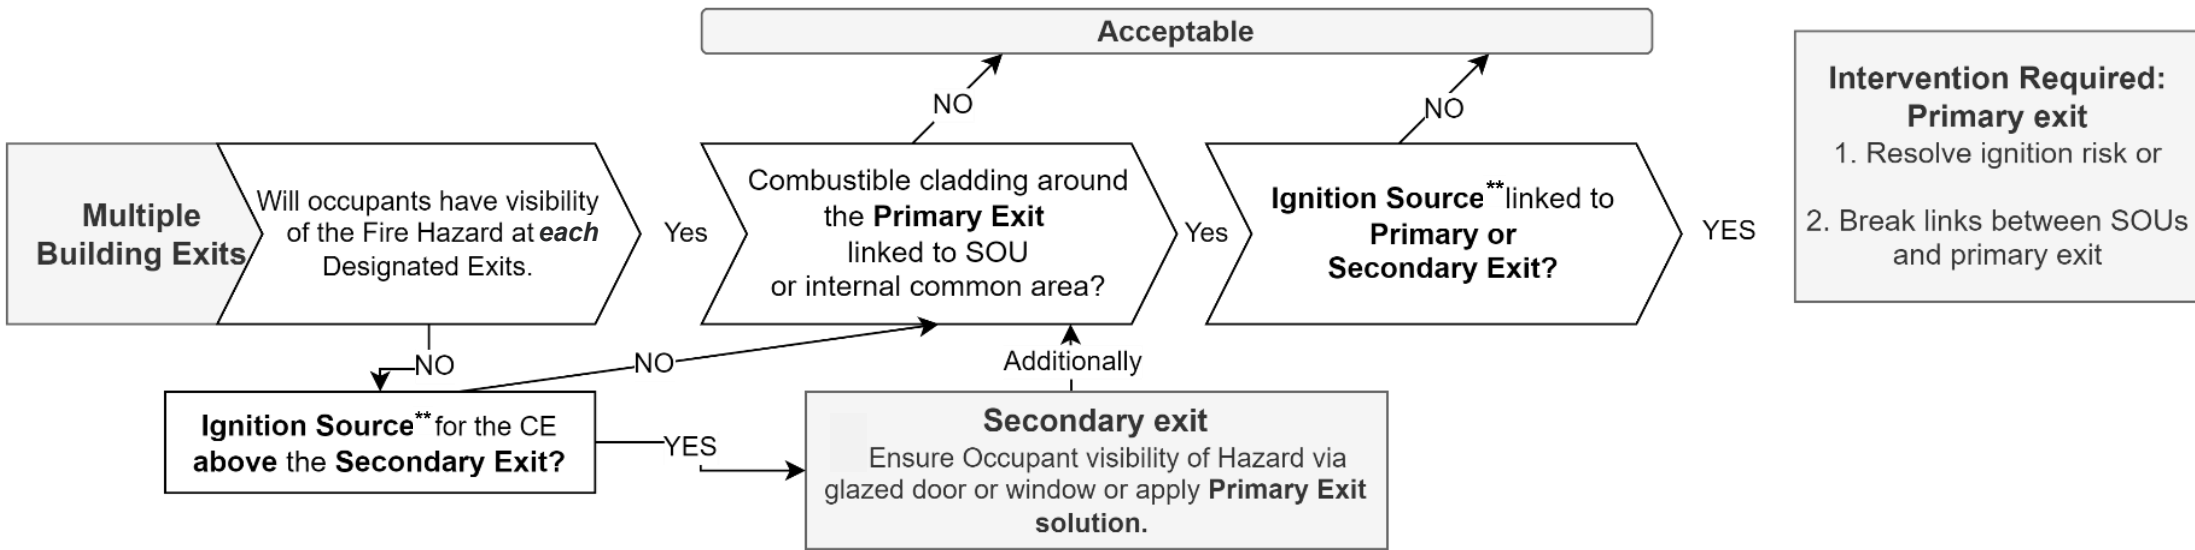 Acceptable
NO
NO
Multiple
Building Exits
Will occupants have visibility
of the Fire Hazard at each
Designated Exits.
Yes
Combustible cladding around
the Primary Exit
linked to SOU
or internal common area?
Yes
Ignition Source** linked to
Primary or
Secondary Exit?
YES
Intervention Required:
Primary exit
1. Resolve ignition risk or
2. Break links between SOUs
and primary exit
NO
NO
Additionally
Ignition Source** for the CE
above the Secondary Exit?
YES
Secondary exit
Ensure Occupant visibility of Hazard via
glazed door or window or apply Primary Exit
solution.